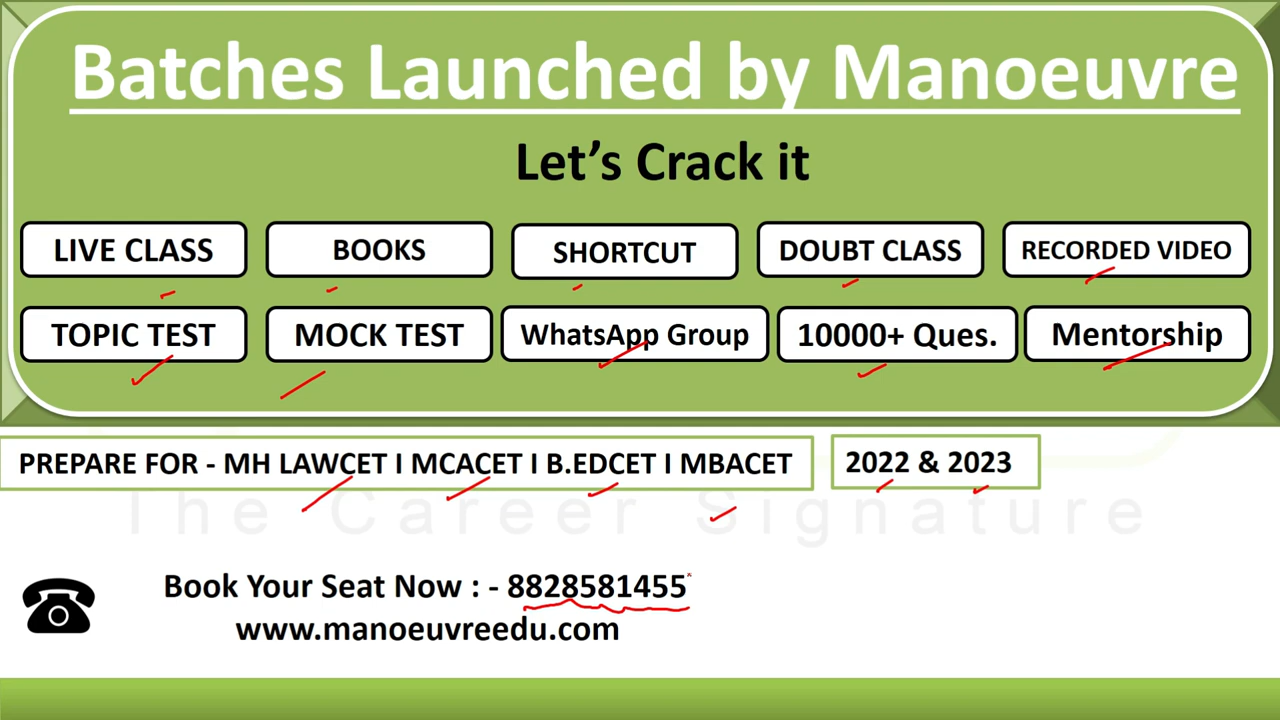 Batches Launched by Manoeuvre
Let's Crack it
LIVE CLASS BOOKS SHORTCUT DOUBT CLASS RECORDED VIDEO
TOPIC TEST MOCK TEST WhatsApp Group 10000+ Ques. Mentorship
PREPARE FOR - MH LAWCET I MCACET I B.EDCET I MBACET 2022 & 2023
The Career Signature
Book Your Seat Now : - 8828581455
www.manoeuvreedu.com